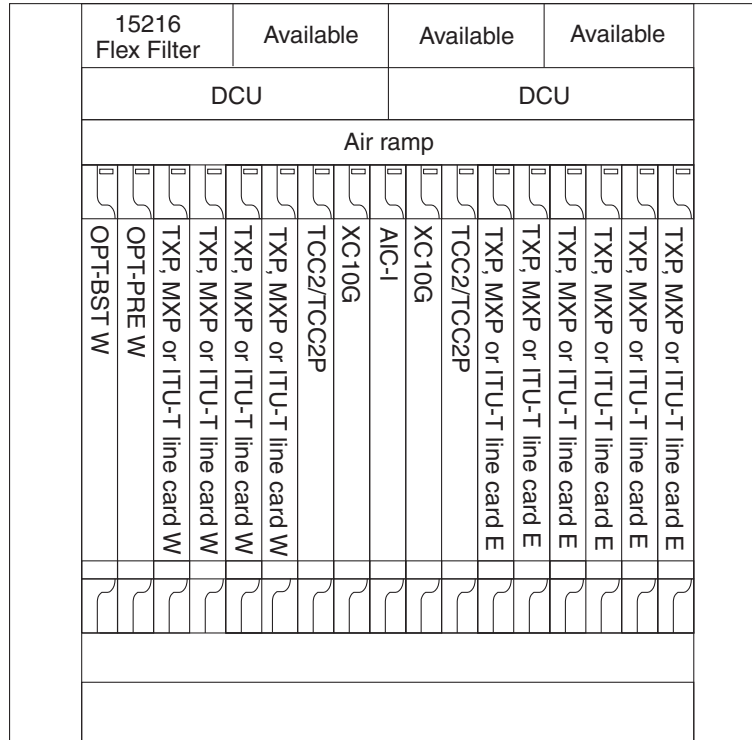 15216
Flex Filter
Available
Available
Available
DCU
DCU
Air ramp
OPT-BST W
OPT-PRE W
TXP, MXP or ITU-T line card W
TXP, MXP or ITU-T line card W
TXP, MXP or ITU-T line card W
TXP, MXP or ITU-T line card W
TCC2/TCC2P
XC10G
AIC-I
XC10G
TCC2/TCC2P
TXP, MXP or ITU-T line card E
TXP, MXP or ITU-T line card E
TXP, MXP or ITU-T line card E
TXP, MXP or ITU-T line card E
TXP, MXP or ITU-T line card E
TXP, MXP or ITU-T line card E